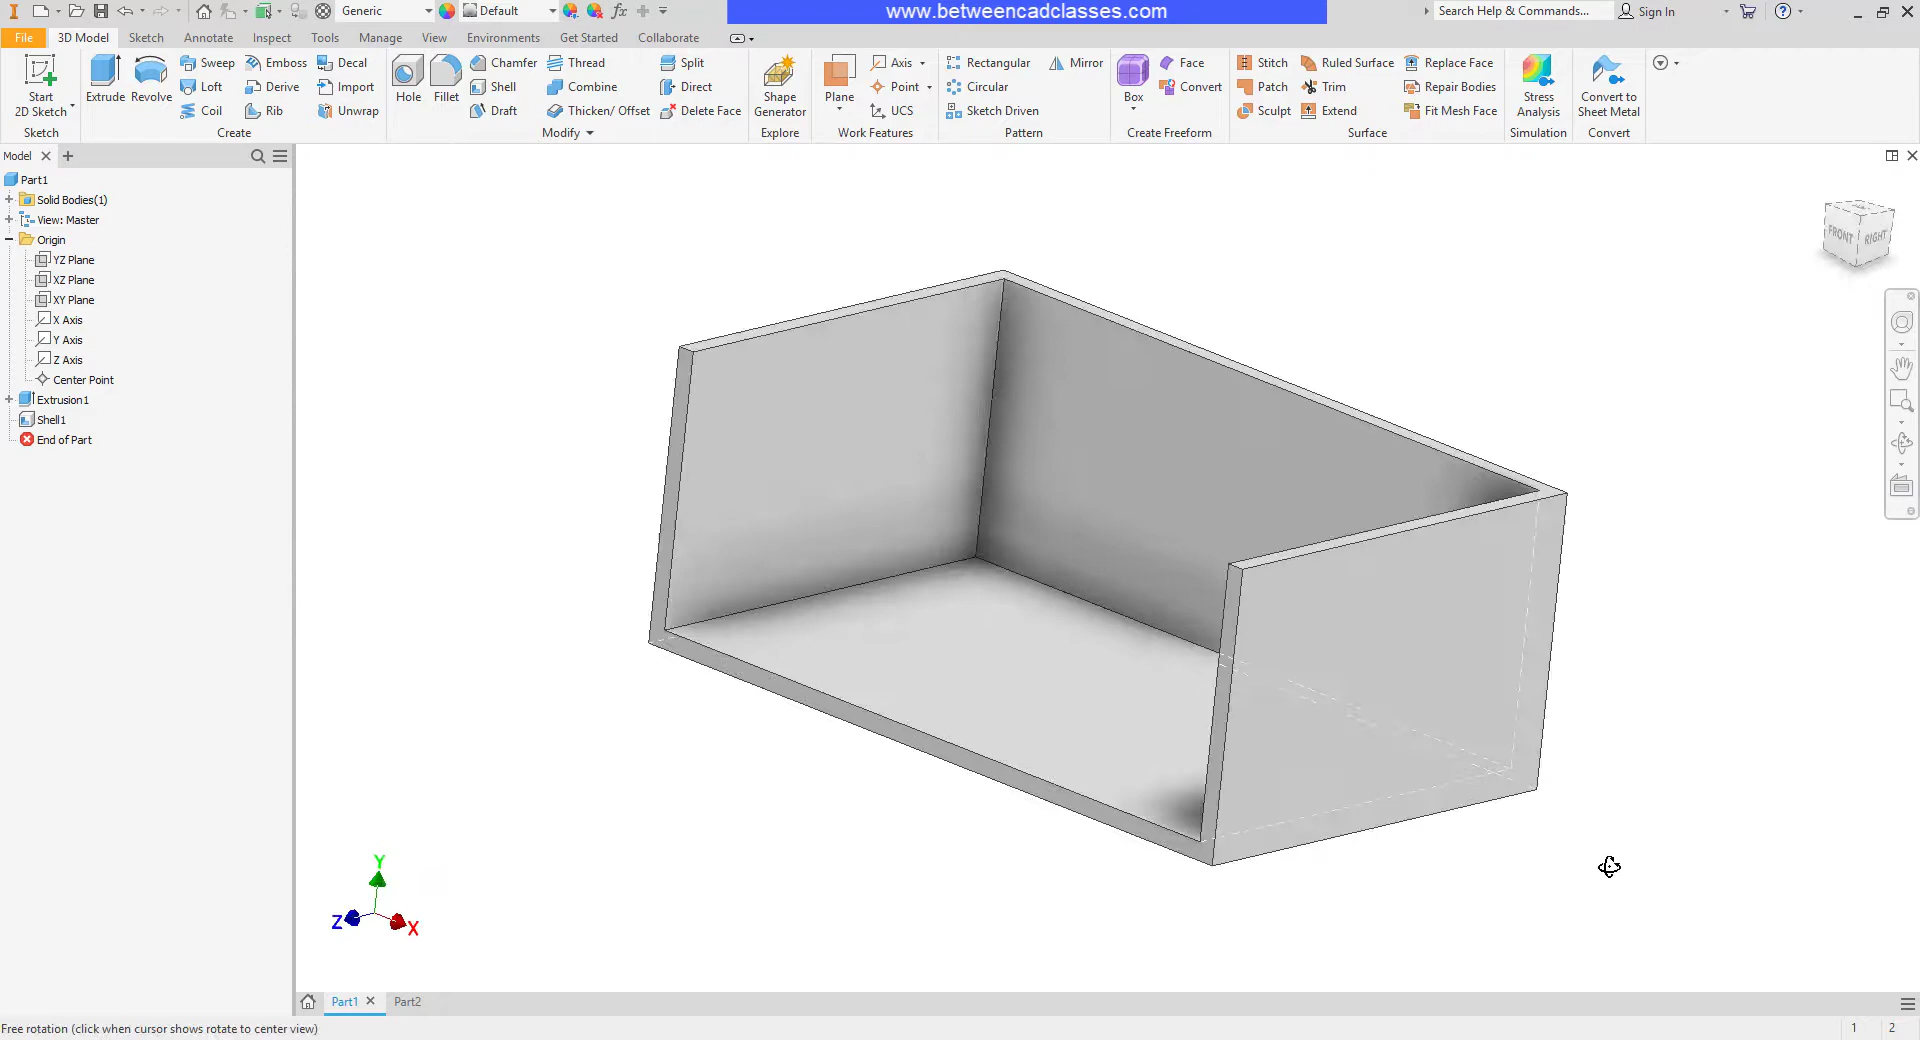 Generic
Default
fx
www.betweencadclasses.com
Search Help & Commands...
Sign In
File
3D Model
Sketch
Annotate
Inspect
Tools
Manage
View
Environments
Get Started
Collaborate
Start
2D Sketch
Sketch
Extrude
Revolve
Sweep
Loft
Coil
Emboss
Derive
Rib
Decal
Import
Unwrap
Create
Hole
Fillet
Chamfer
Shell
Draft
Thread
Combine
Thicken/ Offset
Split
Direct
Delete Face
Modify
Shape
Generator
Explore
Plane
Axis
Point
UCS
Work Features
Rectangular
Circular
Sketch Driven
Mirror
Pattern
Box
Face
Convert
Create Freeform
Stitch
Patch
Sculpt
Ruled Surface
Trim
Extend
Replace Face
Repair Bodies
Fit Mesh Face
Surface
Stress
Analysis
Simulation
Convert to
Sheet Metal
Convert
Model
Part1
Solid Bodies(1)
View: Master
Origin
YZ Plane
XZ Plane
XY Plane
X Axis
Y Axis
Z Axis
Center Point
Extrusion1
Shell1
End of Part
FRONT
RIGHT
Y
Z
X
Part1
Part2
Free rotation (click when cursor shows rotate to center view)
1
2